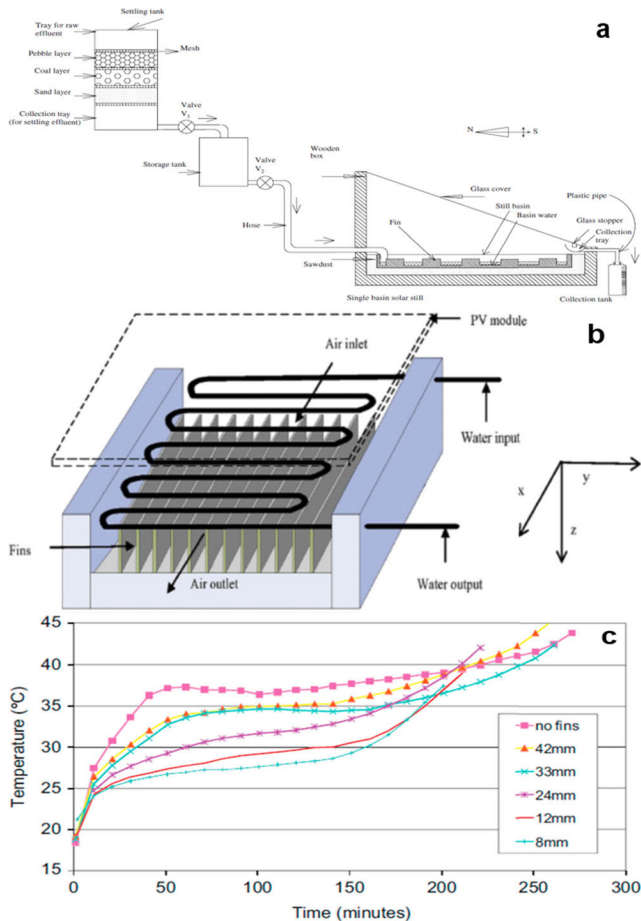 a
Settling tank
Tray for raw
effluent
Mesh
Pebble layer
Coal layer
Sand layer
Collection tray
(for settling effluent)
Valve
V1
Storage tank
Valve
V2
Hose
N
S
Wooden
box
Glass cover
Plastic pipe
Still basin
Basin water
Glass stopper
Collection
tray
Fin
Sawdust
Single basin solar still
Collection tank
b
PV module
Air inlet
Water input
x
y
z
Fins
Air outlet
Water output
c
Temperature (ºC)
45
40
35
30
25
20
15
no fins
42mm
33mm
24mm
12mm
8mm
0
50
100
150
200
250
300
Time (minutes)